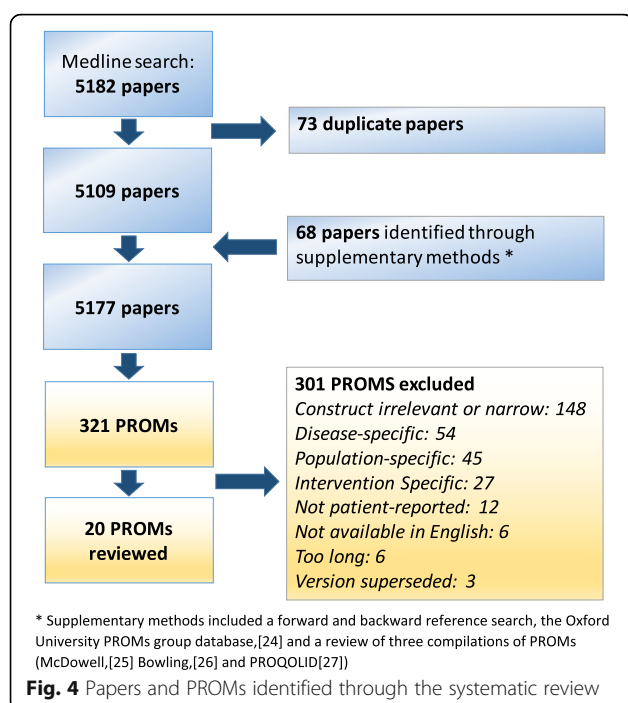 Medline search:
5182 papers
73 duplicate papers
5109 papers
68 papers identified through
supplementary methods *
5177 papers
321 PROMs
301 PROMS excluded
Construct irrelevant or narrow: 148
Disease-specific: 54
Population-specific: 45
Intervention Specific: 27
Not patient-reported: 12
Not available in English: 6
Too long: 6
Version superseded: 3
20 PROMs
reviewed
* Supplementary methods included a forward and backward reference search, the Oxford
University PROMs group database,[24] and a review of three compilations of PROMs
(McDowell,[25] Bowling,[26] and PROQOLID[27])
Fig. 4 Papers and PROMs identified through the systematic review